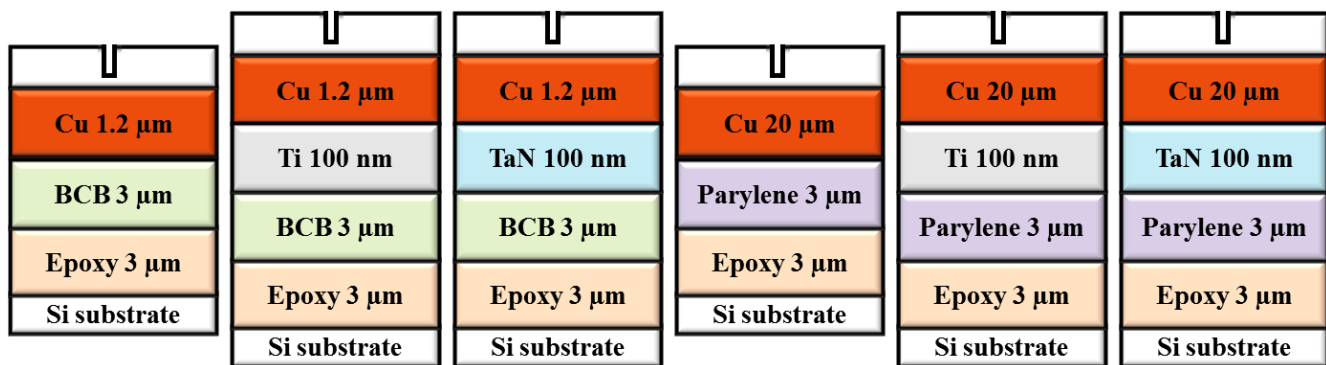 Cu 1.2 μm
BCB 3 μm
Epoxy 3 μm
Si substrate
Cu 1.2 μm
Ti 100 nm
BCB 3 μm
Epoxy 3 μm
Si substrate
Cu 1.2 μm
TaN 100 nm
BCB 3 μm
Epoxy 3 μm
Si substrate
Cu 20 μm
Parylene 3 μm
Epoxy 3 μm
Si substrate
Cu 20 μm
Ti 100 nm
Parylene 3 μm
Epoxy 3 μm
Si substrate
Cu 20 μm
TaN 100 nm
Parylene 3 μm
Epoxy 3 μm
Si substrate